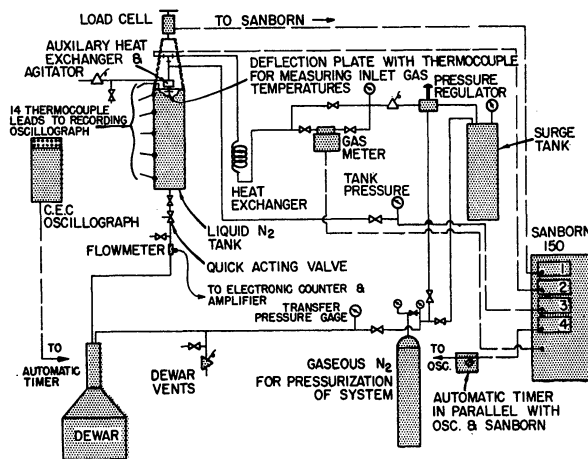 LOAD CELL
TO SANBORN
AUXILARY HEAT
EXCHANGER &
AGITATOR
DEFLECTION PLATE WITH THERMOCOUPLE
FOR MEASURING INLET GAS
TEMPERATURES
PRESSURE
REGULATOR
14 THERMOCOUPLE
LEADS TO RECORDING
OSCILLOGRAPH
GAS
METER
SURGE
TANK
HEAT
EXCHANGER
TANK
PRESSURE
C.E.C
OSCILLOGRAPH
LIQUID N2
TANK
SANBORN
150
1
2
3
4
FLOWMETER
QUICK ACTING VALVE
TO ELECTRONIC COUNTER &
AMPLIFIER
TRANSFER
PRESSURE GAGE
TO
AUTOMATIC
TIMER
DEWAR
VENTS
GASEOUS N2
FOR PRESSURIZATION
OF SYSTEM
TO
OSC.
AUTOMATIC TIMER
IN PARALLEL WITH
OSC. & SANBORN
DEWAR